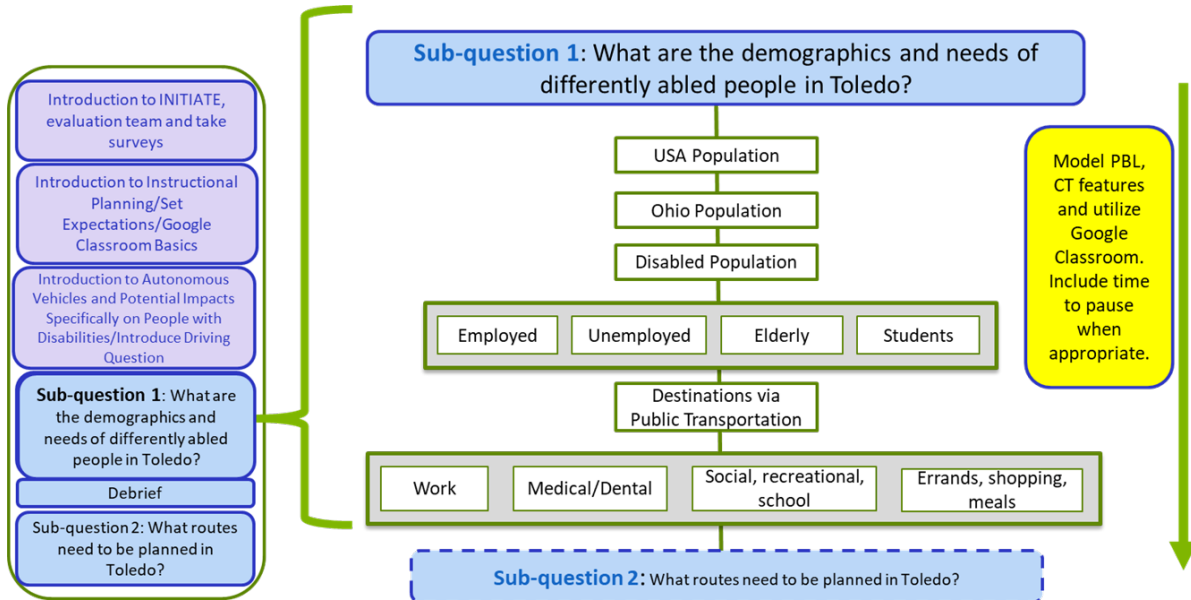 Introduction to INITIATE,
evaluation team and take
surveys
Introduction to Instructional
Planning/Set
Expectations/Google
Classroom Basics
Introduction to Autonomous
Vehicles and Potential Impacts
Specifically on People with
Disabilities/Introduce Driving
Question
Sub-question 1: What are
the demographics and
needs of differently abled
people in Toledo?
Debrief
Sub-question 2: What routes
need to be planned in
Toledo?
Sub-question 1: What are the demographics and needs of
differently abled people in Toledo?
USA Population
Ohio Population
Disabled Population
Employed
Unemployed
Elderly
Students
Destinations via
Public Transportation
Work
Medical/Dental
Social, recreational,
school
Errands, shopping,
meals
Sub-question 2: What routes need to be planned in Toledo?
Model PBL,
CT features
and utilize
Google
Classroom.
Include time
to pause
when
appropriate.